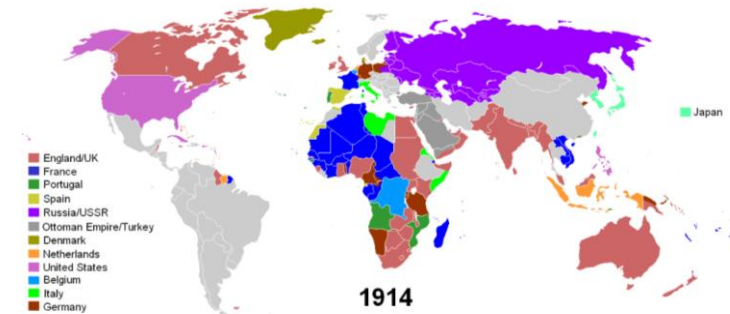 Japan
England/UK
France
Portugal
Spain
Russia/USSR
Ottoman Empire/Turkey
Denmark
Netherlands
United States
Belgium
Italy
Germany
1914